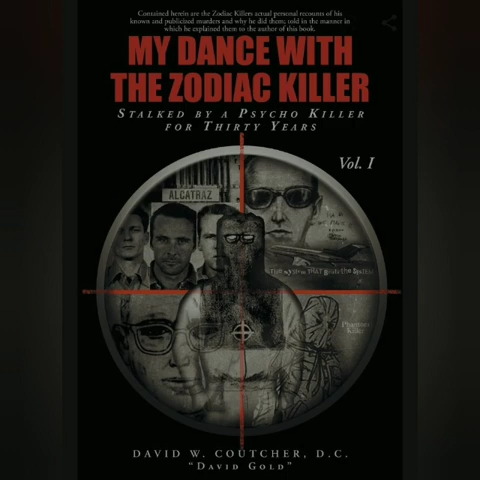 Contained herein are the Zodiac Killers actual personal recounts of his
known and publicized murders and why he did them; told in the manner in
which he explained them to the author of this book.
MY DANCE WITH
THE ZODIAC KILLER
STALKED BY A PSYCHO KILLER
FOR THIRTY YEARS
Vol. I
ALCATRAZ
Phantom
Killer
DAVID W. COUTCHER, D.C.
"DAVID GOLD"